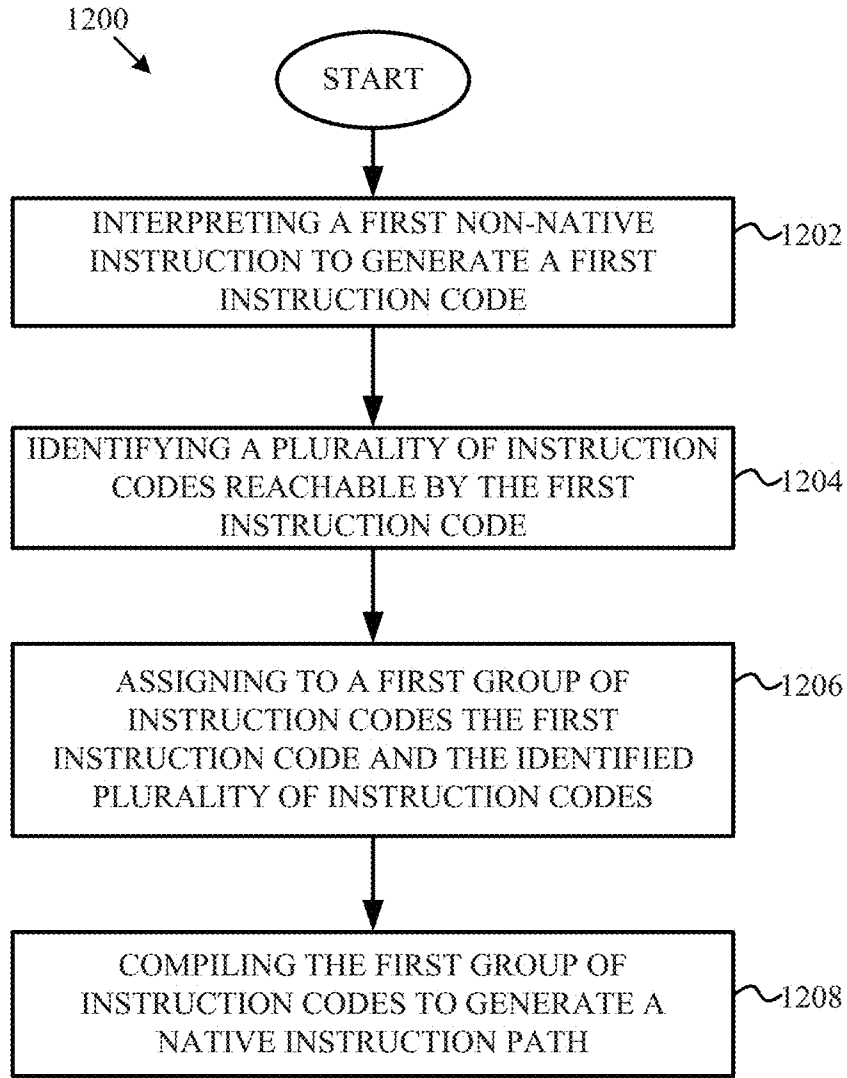 1200
START
INTERPRETING A FIRST NON-NATIVE
INSTRUCTION TO GENERATE A FIRST
INSTRUCTION CODE
1202
IDENTIFYING A PLURALITY OF INSTRUCTION
CODES REACHABLE BY THE FIRST
INSTRUCTION CODE
1204
ASSIGNING TO A FIRST GROUP OF
INSTRUCTION CODES THE FIRST
INSTRUCTION CODE AND THE IDENTIFIED
PLURALITY OF INSTRUCTION CODES
1206
COMPILING THE FIRST GROUP OF
INSTRUCTION CODES TO GENERATE A
NATIVE INSTRUCTION PATH
1208